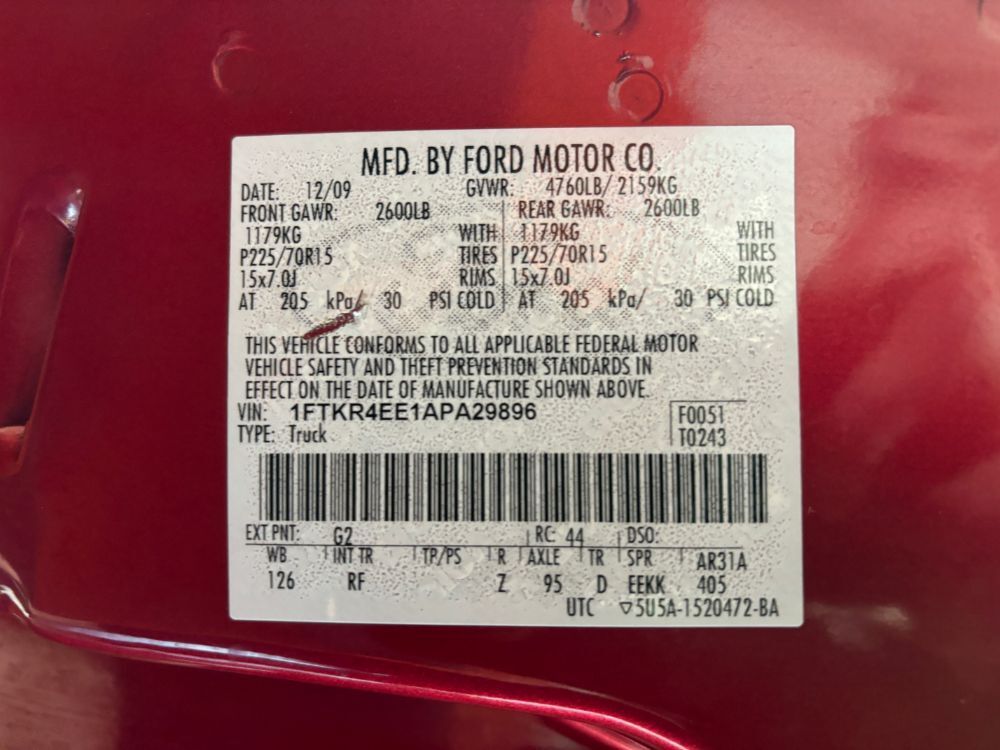 MFD. BY FORD MOTOR CO.
DATE: 12/09 GVWR: 4760LB/ 2159KG
FRONT GAWR: 2600LB REAR GAWR: 2600LB
1179KG WITH 1179KG WITH
P225/70R15 TIRES P225/70R15 TIRES
15x7.0J RIMS 15x7.0J RIMS
AT 205 kPa/ 30 PSI COLD AT 205 kPa/ 30 PSI COLD
THIS VEHICLE CONFORMS TO ALL APPLICABLE FEDERAL MOTOR
VEHICLE SAFETY AND THEFT PREVENTION STANDARDS IN
EFFECT ON THE DATE OF MANUFACTURE SHOWN ABOVE.
VIN: 1FTKR4EE1APA29896 F0051
TYPE: Truck T0243
EXT PNT: G2 RC: 44 DSO:
WB INT TR TP/PS R AXLE TR SPR AR31A
126 RF Z 95 D EEKK 405
UTC ▽5U5A-1520472-BA